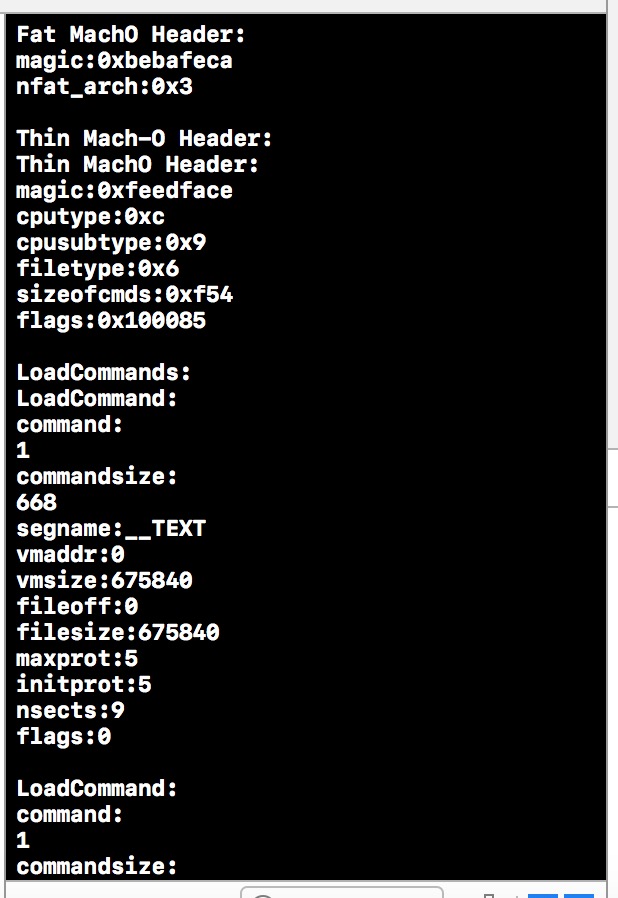 Fat MachO Header:
magic:0xbebafeca
nfat_arch:0x3
Thin Mach-O Header:
Thin MachO Header:
magic:0xfeedface
cputype:0xc
cpusubtype:0x9
filetype:0x6
sizeofcmds:0xf54
flags:0x100085
LoadCommands:
LoadCommand:
command:
1
commandsize:
668
segname:__TEXT
vmaddr:0
vmsize:675840
fileoff:0
filesize:675840
maxprot:5
initprot:5
nsects:9
flags:0
LoadCommand:
command:
1
commandsize: